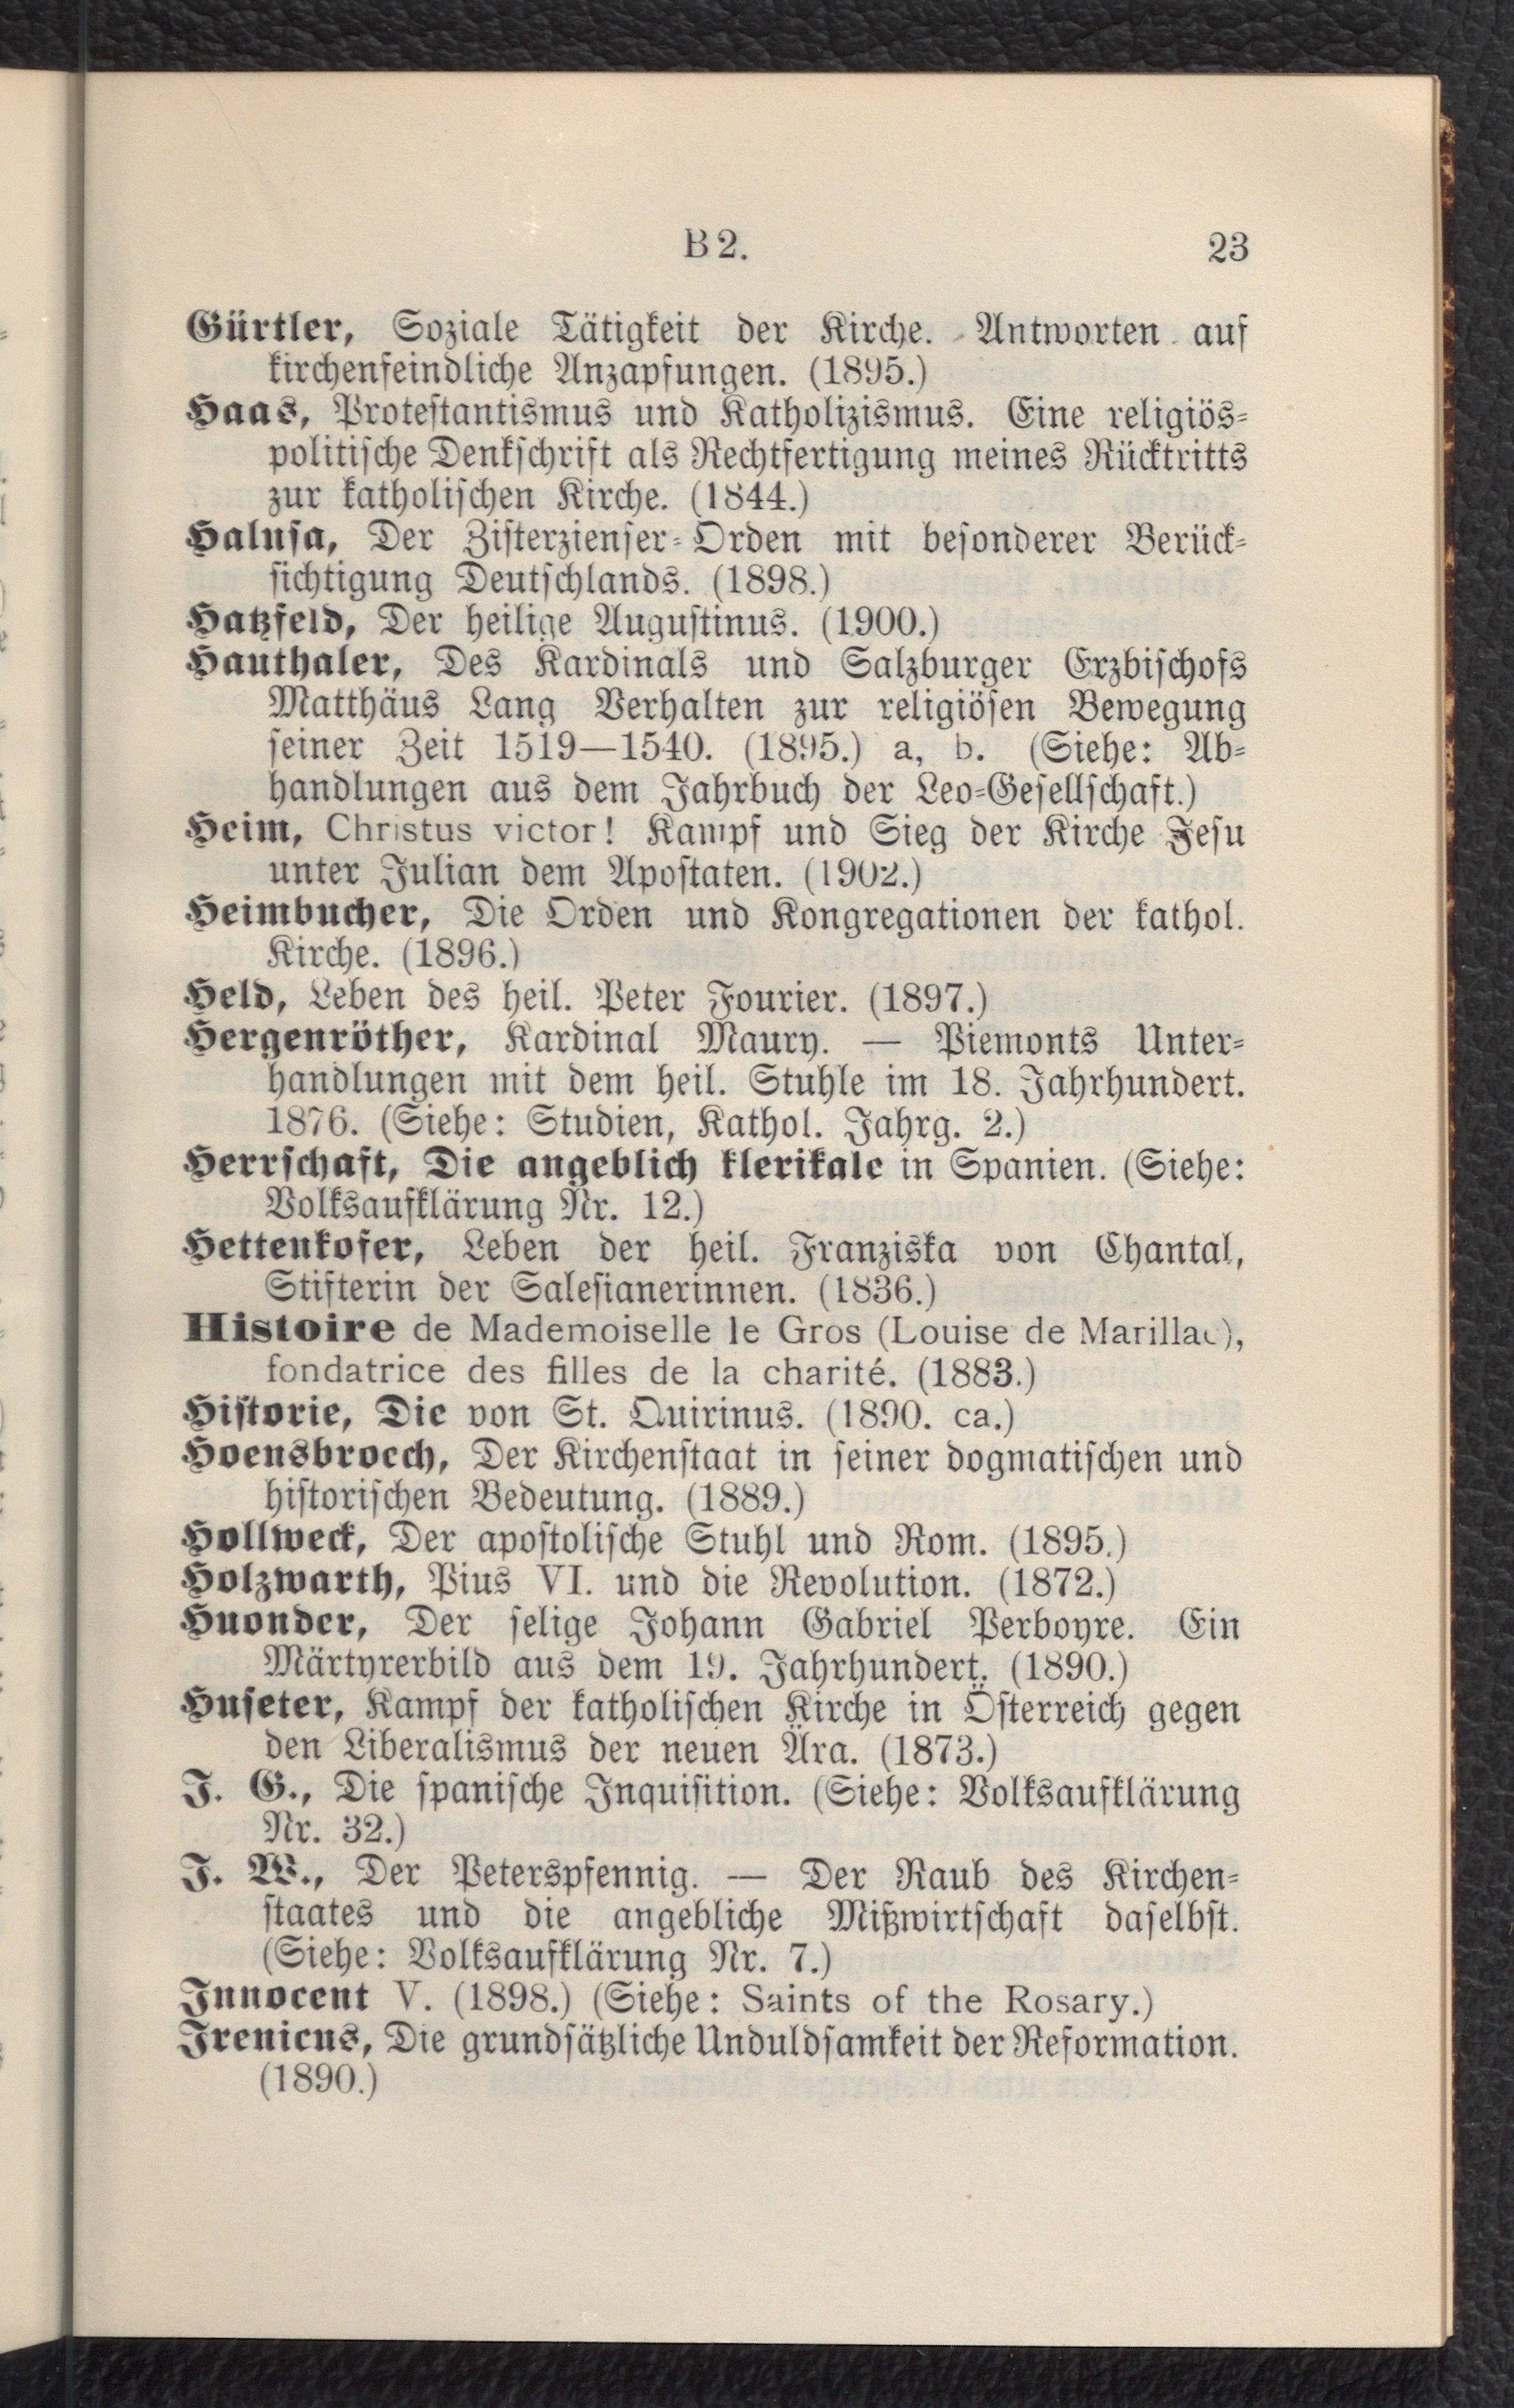 B 2. 23
Gürtler, Soziale Tätigkeit der Kirche. Antworten auf
kirchenfeindliche Anzapfungen. (1895.)
Haas, Protestantismus und Katholizismus. Eine religiös-
politische Denkschrift als Rechtfertigung meines Rücktritts
zur katholischen Kirche. (1844.)
Halusa, Der Zisterzienser-Orden mit besonderer Berück-
sichtigung Deutschlands. (1898.)
Hatzfeld, Der heilige Augustinus. (1900.)
Hauthaler, Des Kardinals und Salzburger Erzbischofs
Matthäus Lang Verhalten zur religiösen Bewegung
seiner Zeit 1519—1540. (1895.) a, b. (Siehe: Ab-
handlungen aus dem Jahrbuch der Leo-Gesellschaft.)
Heim, Christus victor! Kampf und Sieg der Kirche Jesu
unter Julian dem Apostaten. (1902.)
Heimbucher, Die Orden und Kongregationen der kathol.
Kirche. (1896.)
Held, Leben des heil. Peter Fourier. (1897.)
Hergenröther, Kardinal Maury. — Piemonts Unter-
handlungen mit dem heil. Stuhle im 18. Jahrhundert.
1876. (Siehe: Studien, Kathol. Jahrg. 2.)
Herrschaft, Die angeblich klerikale in Spanien. (Siehe:
Volksaufklärung Nr. 12.)
Hettenkofer, Leben der heil. Franziska von Chantal,
Stifterin der Salesianerinnen. (1836.)
Histoire de Mademoiselle le Gros (Louise de Marillac),
fondatrice des filles de la charité. (1883.)
Historie, Die von St. Quirinus. (1890. ca.)
Hoensbroech, Der Kirchenstaat in seiner dogmatischen und
historischen Bedeutung. (1889.)
Hollweck, Der apostolische Stuhl und Rom. (1895.)
Holzwarth, Pius VI. und die Revolution. (1872.)
Huonder, Der selige Johann Gabriel Perboyre. Ein
Märtyrerbild aus dem 19. Jahrhundert. (1890.)
Huseter, Kampf der katholischen Kirche in Österreich gegen
den Liberalismus der neuen Ära. (1873.)
J. G., Die spanische Inquisition. (Siehe: Volksaufklärung
Nr. 32.)
J. W., Der Peterspfennig. — Der Raub des Kirchen-
staates und die angebliche Mißwirtschaft daselbst.
(Siehe: Volksaufklärung Nr. 7.)
Innocent V. (1898.) (Siehe: Saints of the Rosary.)
Irenicus, Die grundsätzliche Unduldsamkeit der Reformation.
(1890.)